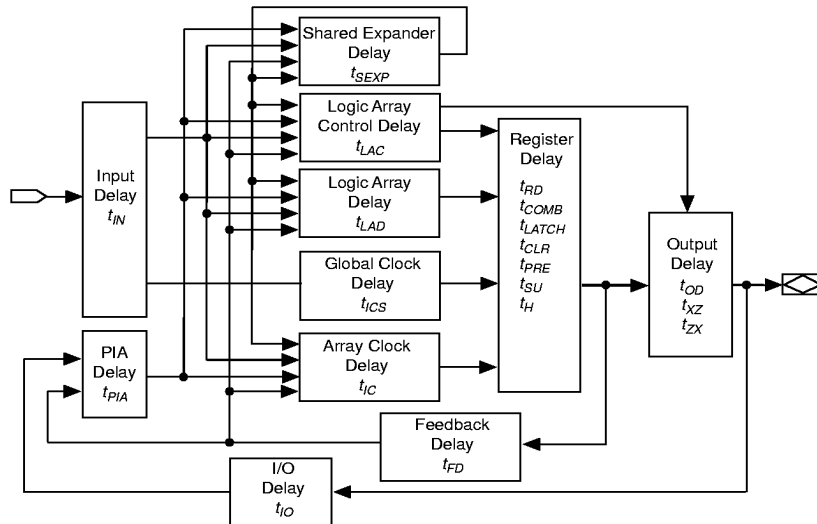 Shared Expander
Delay
tSEXP
Logic Array
Control Delay
tLAC
Register
Delay
tRD
tCOMB
tLATCH
tCLR
tPRE
tSU
tH
Input
Delay
tIN
Logic Array
Delay
tLAD
Output
Delay
tOD
tXZ
tZX
Global Clock
Delay
tICS
PIA
Delay
tPIA
Array Clock
Delay
tIC
Feedback
Delay
tFD
I/O
Delay
tIO